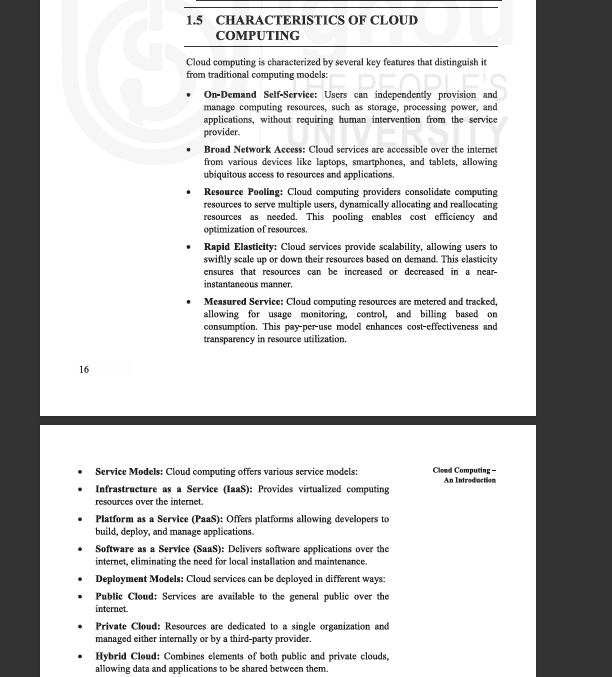 ignou
THE PEOPLE'S
UNIVERSITY
1.5 CHARACTERISTICS OF CLOUD
COMPUTING
Cloud computing is characterized by several key features that distinguish it
from traditional computing models:
• On-Demand Self-Service: Users can independently provision and
manage computing resources, such as storage, processing power, and
applications, without requiring human intervention from the service
provider.
• Broad Network Access: Cloud services are accessible over the internet
from various devices like laptops, smartphones, and tablets, allowing
ubiquitous access to resources and applications.
• Resource Pooling: Cloud computing providers consolidate computing
resources to serve multiple users, dynamically allocating and reallocating
resources as needed. This pooling enables cost efficiency and
optimization of resources.
• Rapid Elasticity: Cloud services provide scalability, allowing users to
swiftly scale up or down their resources based on demand. This elasticity
ensures that resources can be increased or decreased in a near-
instantaneous manner.
• Measured Service: Cloud computing resources are metered and tracked,
allowing for usage monitoring, control, and billing based on
consumption. This pay-per-use model enhances cost-effectiveness and
transparency in resource utilization.
16
Cloud Computing –
An Introduction
• Service Models: Cloud computing offers various service models:
• Infrastructure as a Service (IaaS): Provides virtualized computing
resources over the internet.
• Platform as a Service (PaaS): Offers platforms allowing developers to
build, deploy, and manage applications.
• Software as a Service (SaaS): Delivers software applications over the
internet, eliminating the need for local installation and maintenance.
• Deployment Models: Cloud services can be deployed in different ways:
• Public Cloud: Services are available to the general public over the
internet.
• Private Cloud: Resources are dedicated to a single organization and
managed either internally or by a third-party provider.
• Hybrid Cloud: Combines elements of both public and private clouds,
allowing data and applications to be shared between them.